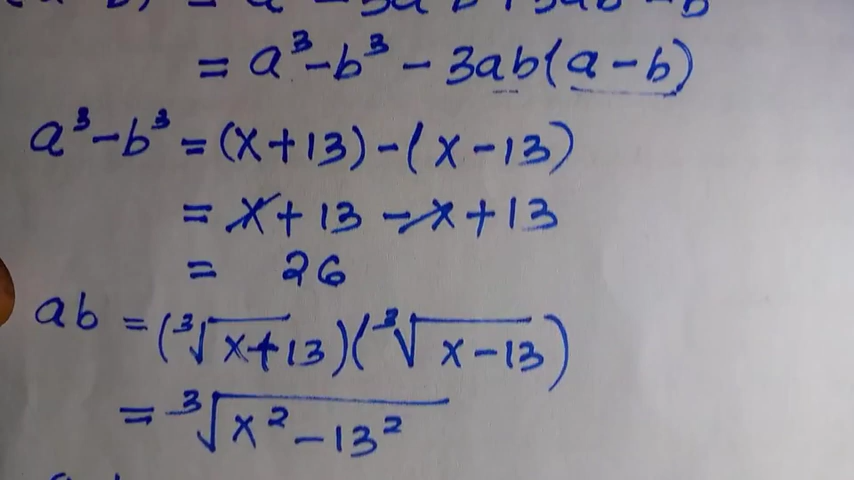 = a³ - b³ - 3ab(a - b)
a³ - b³ = (x + 13) - (x - 13)
= x + 13 - x + 13
= 26
ab = (∛x+13)(∛x-13)
= ∛x² - 13²